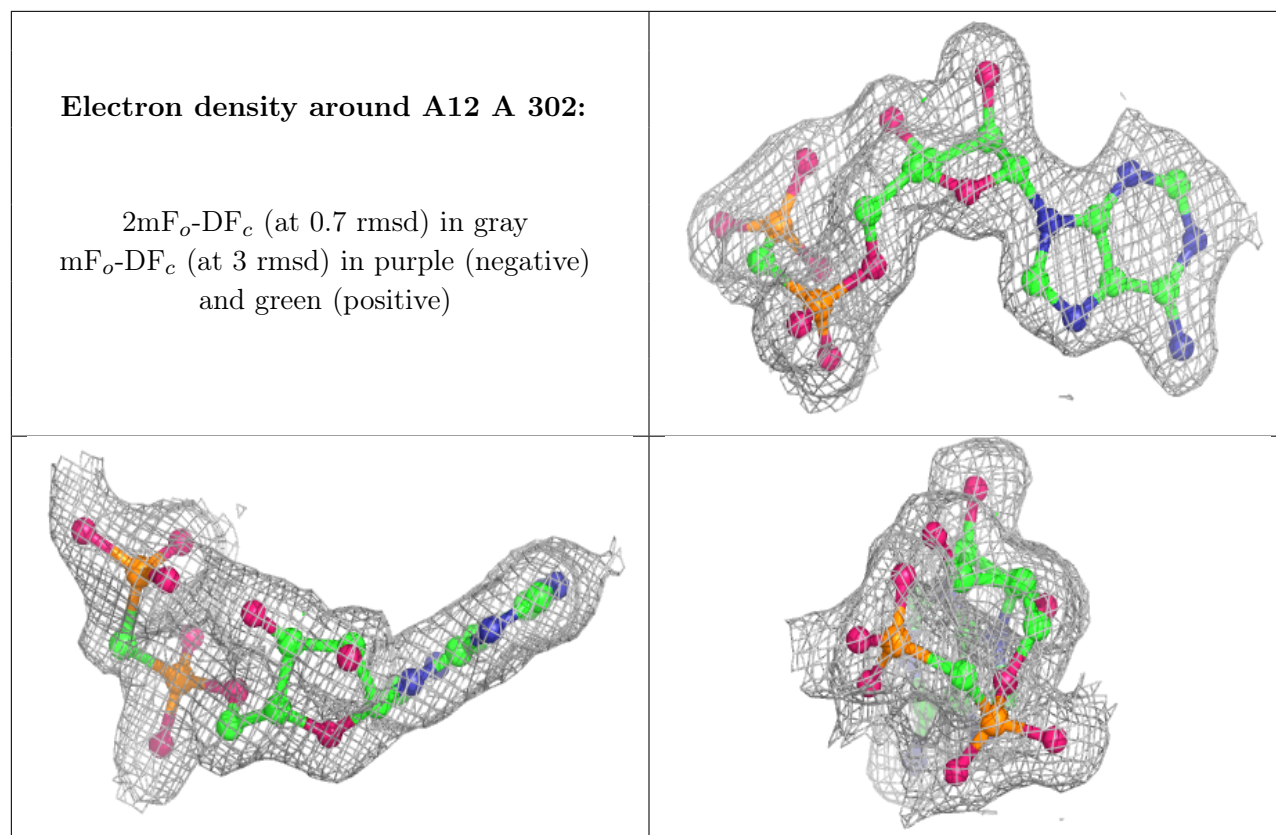 Electron density around A12 A 302:
2mFo-DFc (at 0.7 rmsd) in gray
mFo-DFc (at 3 rmsd) in purple (negative)
and green (positive)